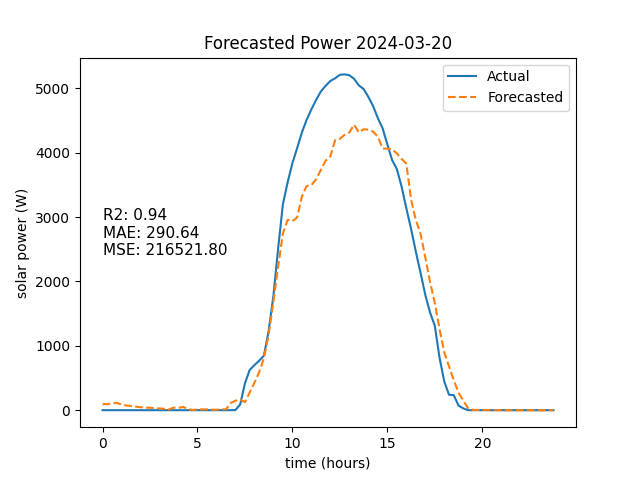 Forecasted Power 2024-03-20
Actual
Forecasted
5000
4000
3000
2000
1000
0
solar power (W)
R2: 0.94
MAE: 290.64
MSE: 216521.80
0 5 10 15 20
time (hours)